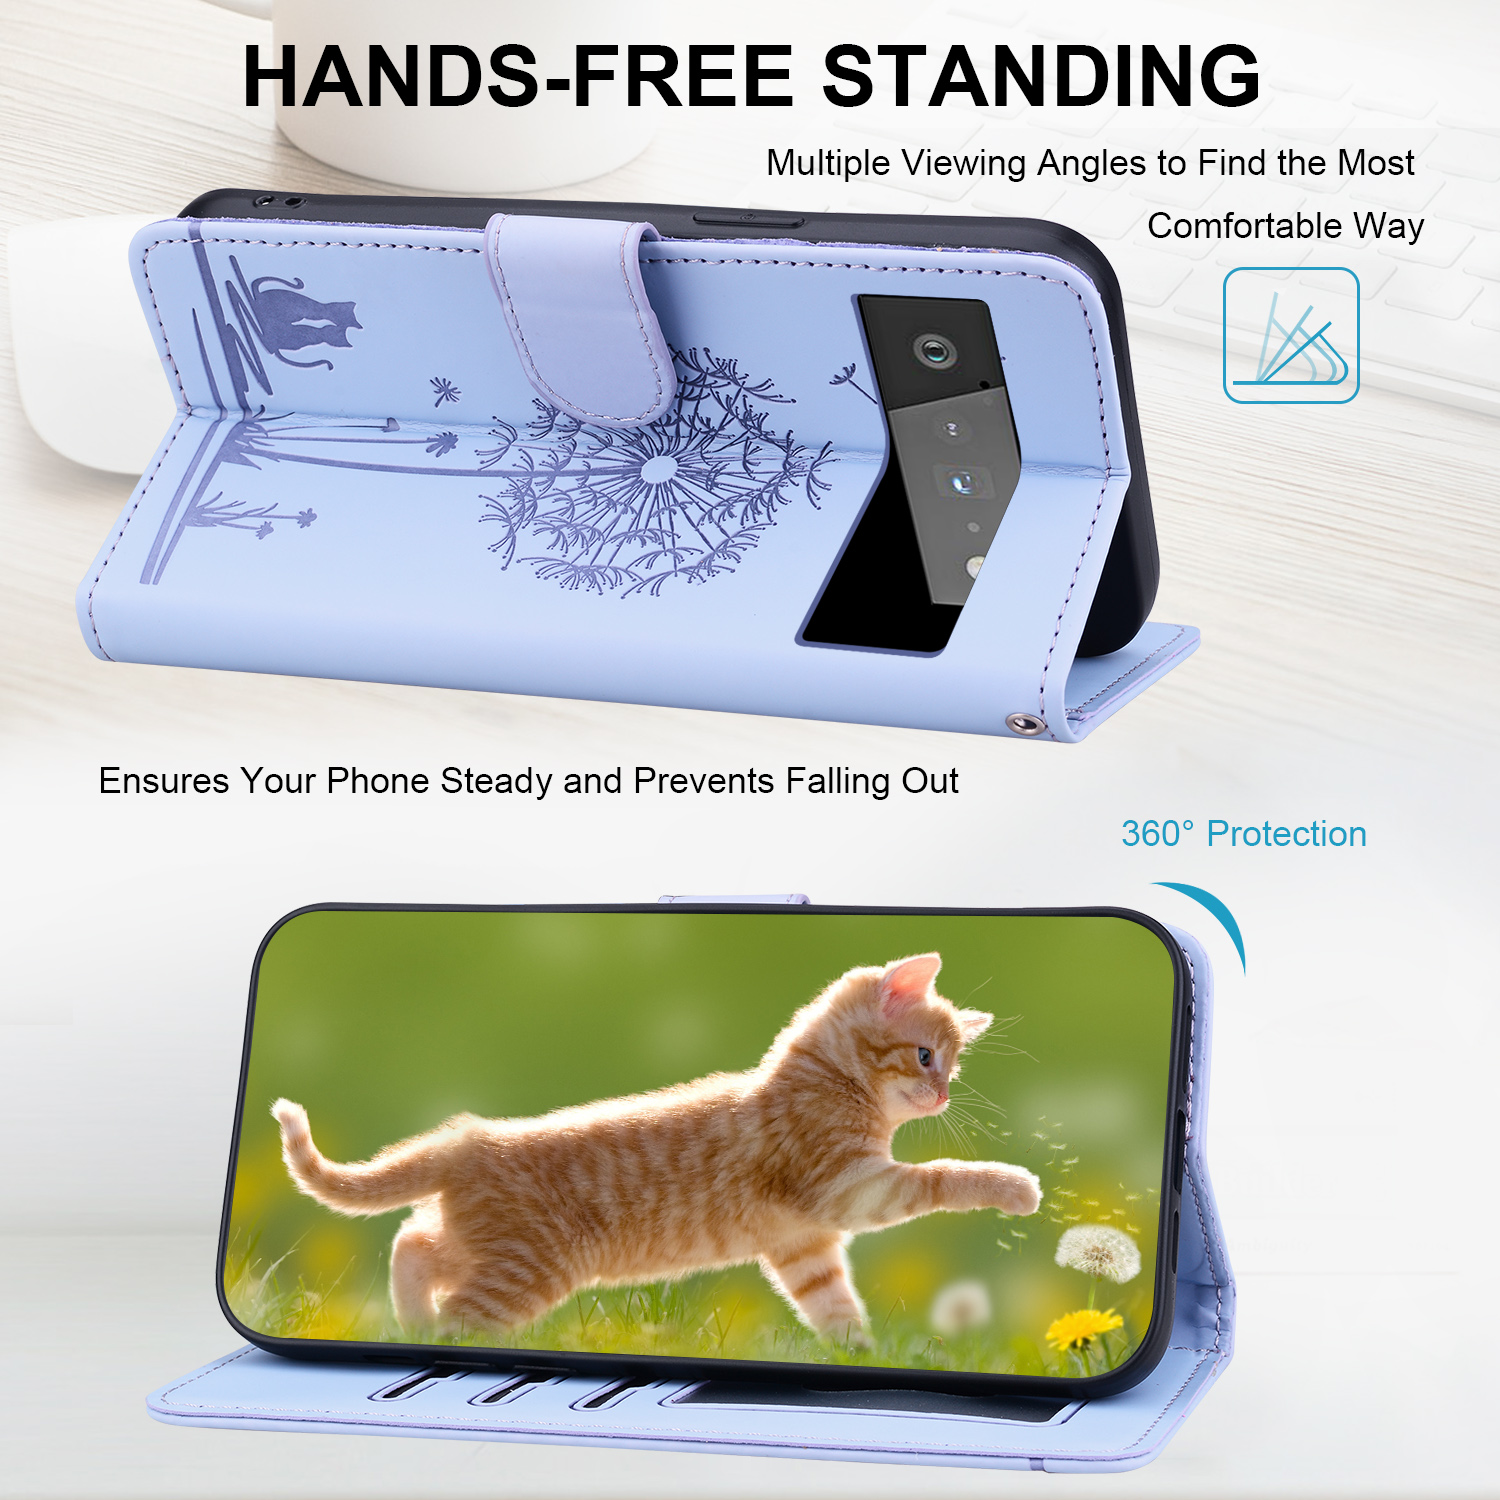 HANDS-FREE STANDING
Multiple Viewing Angles to Find the Most
Comfortable Way
Ensures Your Phone Steady and Prevents Falling Out
360° Protection